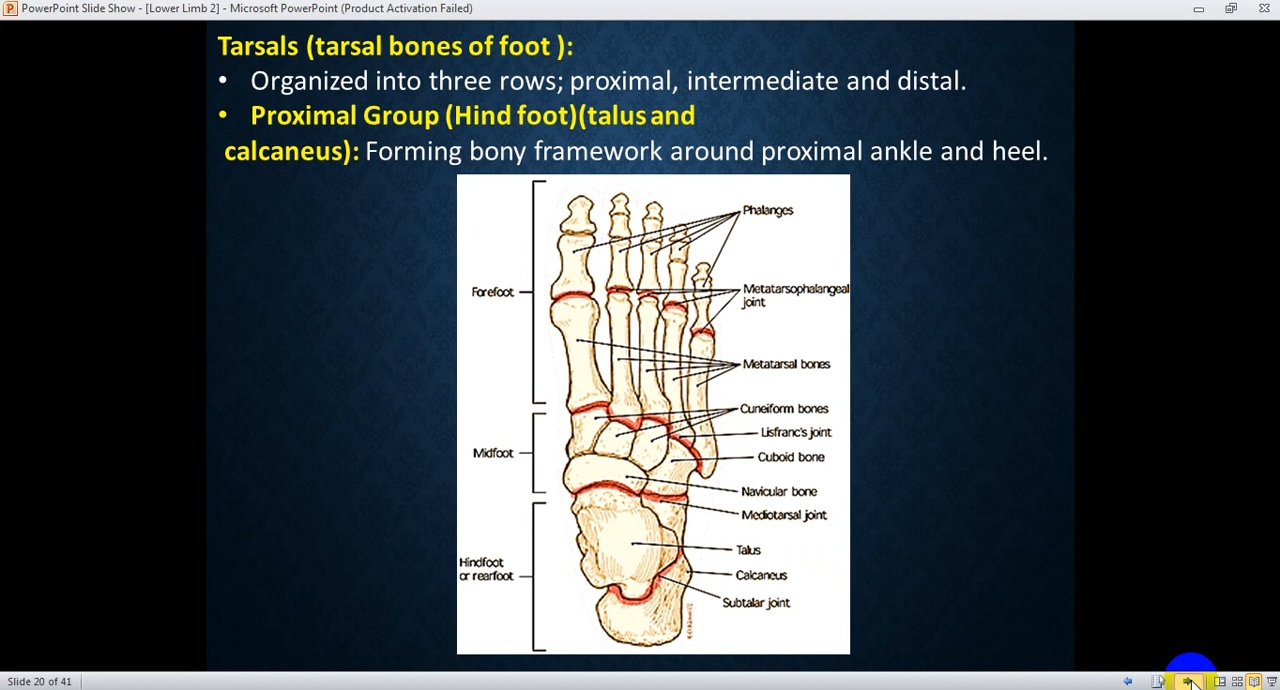 PowerPoint Slide Show - [Lower Limb 2] - Microsoft PowerPoint (Product Activation Failed)
Tarsals (tarsal bones of foot ):
• Organized into three rows; proximal, intermediate and distal.
• Proximal Group (Hind foot)(talus and
calcaneus): Forming bony framework around proximal ankle and heel.
Phalanges
Forefoot
Metatarsophalangeal
joint
Metatarsal bones
Cuneiform bones
Lisfranc's joint
Midfoot
Cuboid bone
Navicular bone
Mediotarsal joint
Talus
Hindfoot
or rearfoot
Calcaneus
Subtalar joint
Slide 20 of 41